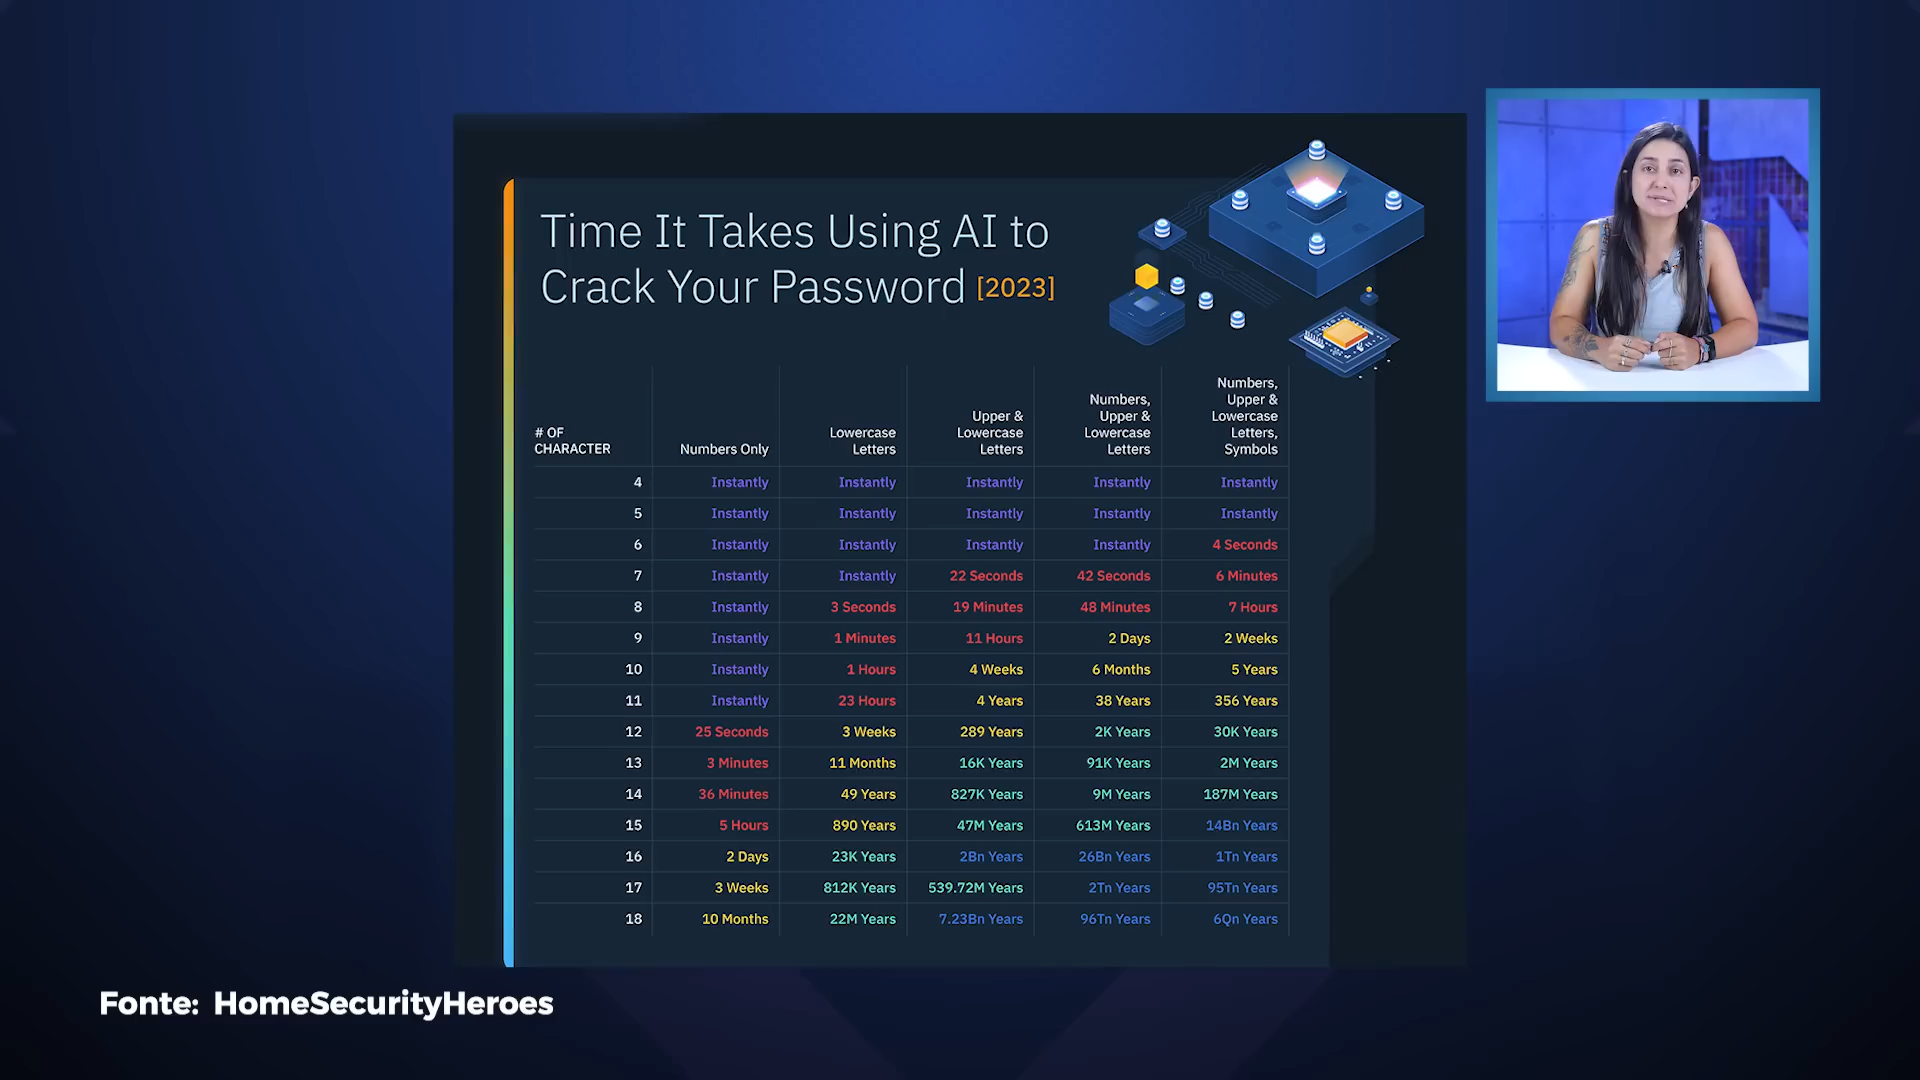 Time It Takes Using AI to
Crack Your Password [2023]
# OF
CHARACTER
Numbers Only
Lowercase
Letters
Upper &
Lowercase
Letters
Numbers,
Upper &
Lowercase
Letters
Numbers,
Upper &
Lowercase
Letters,
Symbols
4 Instantly Instantly Instantly Instantly Instantly
5 Instantly Instantly Instantly Instantly Instantly
6 Instantly Instantly Instantly Instantly 4 Seconds
7 Instantly Instantly 22 Seconds 42 Seconds 6 Minutes
8 Instantly 3 Seconds 19 Minutes 48 Minutes 7 Hours
9 Instantly 1 Minutes 11 Hours 2 Days 2 Weeks
10 Instantly 1 Hours 4 Weeks 6 Months 5 Years
11 Instantly 23 Hours 4 Years 38 Years 356 Years
12 25 Seconds 3 Weeks 289 Years 2K Years 30K Years
13 3 Minutes 11 Months 16K Years 91K Years 2M Years
14 36 Minutes 49 Years 827K Years 9M Years 187M Years
15 5 Hours 890 Years 47M Years 613M Years 14Bn Years
16 2 Days 23K Years 2Bn Years 26Bn Years 1Tn Years
17 3 Weeks 812K Years 539.72M Years 2Tn Years 95Tn Years
18 10 Months 22M Years 7.23Bn Years 96Tn Years 6Qn Years
Fonte: HomeSecurityHeroes